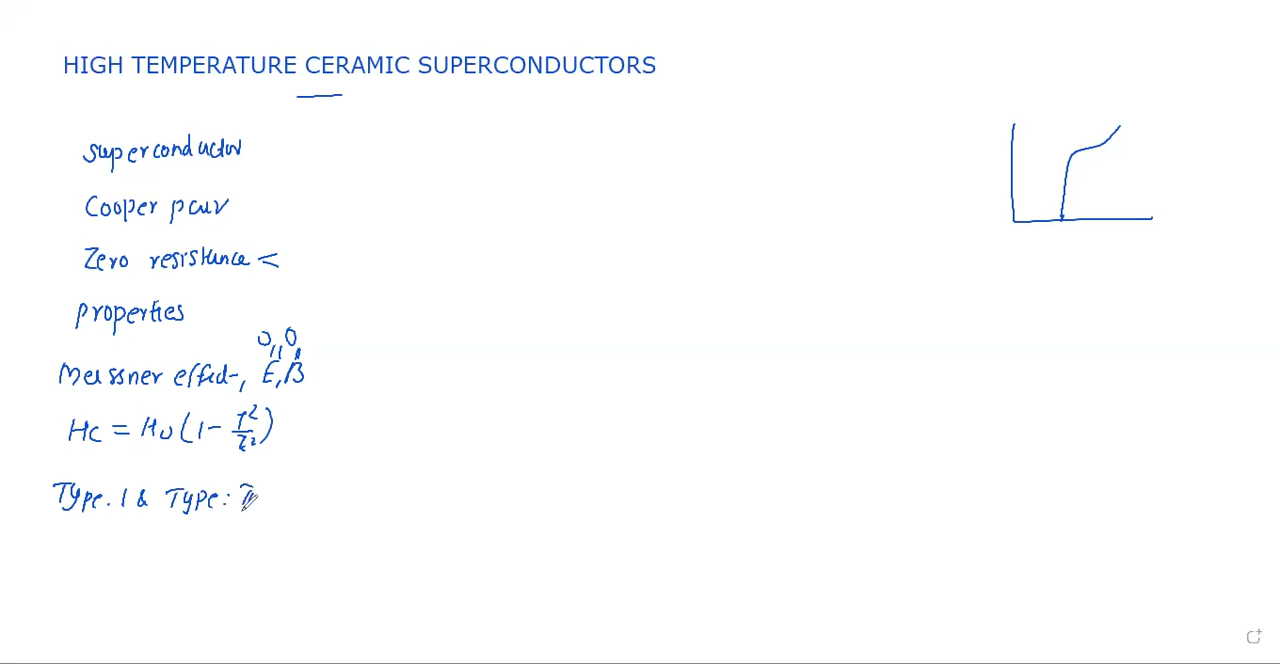 HIGH TEMPERATURE CERAMIC SUPERCONDUCTORS
Superconductor
Cooper pair
Zero resistance <
properties
0, 0
Meissner effect, E, B
Hc = H0 (1 - T²/Tc²)
Type. I & Type: II